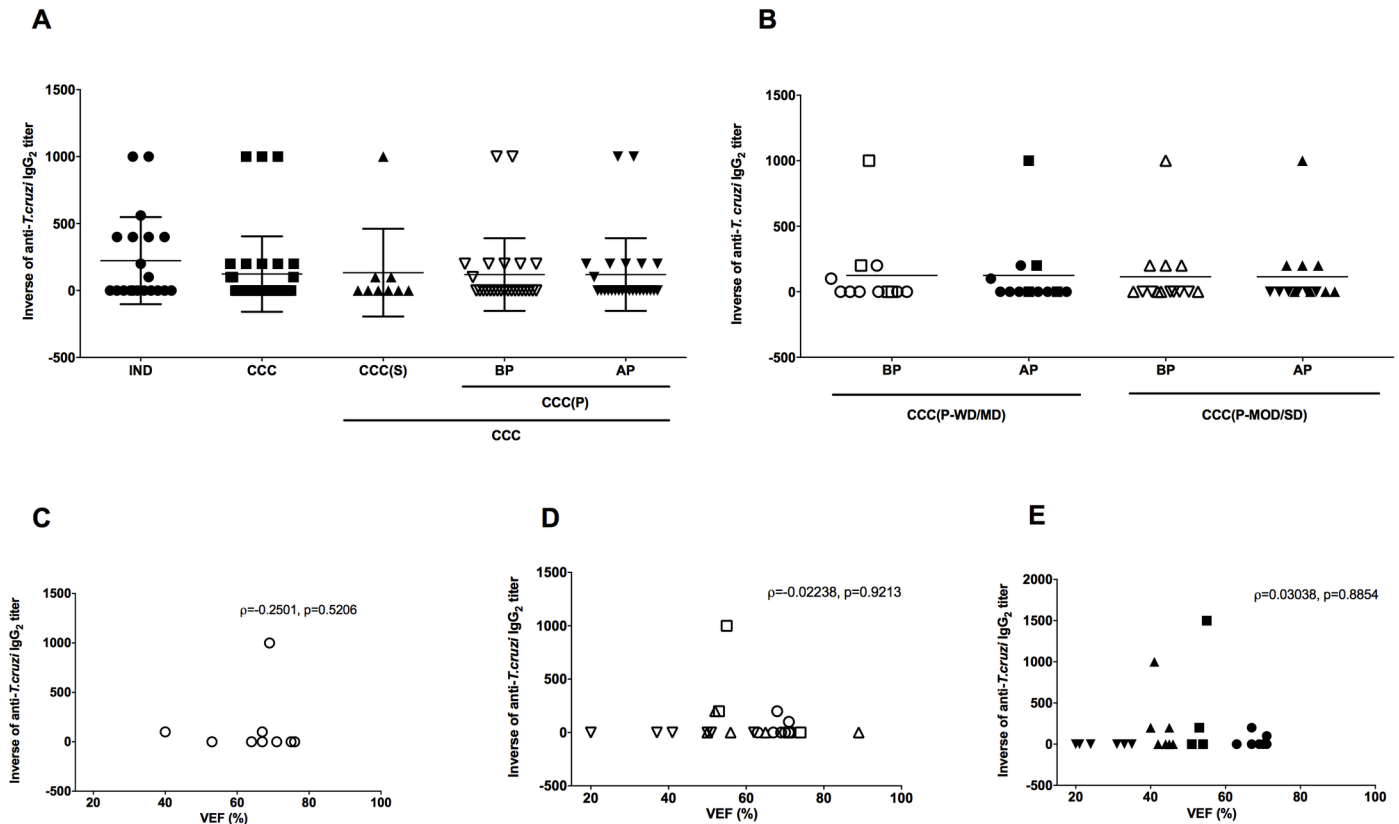 A
Inverse of anti-T.cruzi IgG2 titer
1500
1000
500
0
-500
IND
CCC
CCC(S)
BP
AP
CCC(P)
CCC
B
Inverse of anti-T. cruzi IgG2 titer
1500
1000
500
0
-500
BP
AP
BP
AP
CCC(P-WD/MD)
CCC(P-MOD/SD)
C
Inverse of anti-T.cruzi IgG2 titer
1500
1000
500
0
-500
ρ=-0.2501, p=0.5206
20
40
60
80
100
VEF (%)
D
Inverse of anti-T.cruzi IgG2 titer
1500
1000
500
0
-500
ρ=-0.02238, p=0.9213
20
40
60
80
100
VEF (%)
E
Inverse of anti-T.cruzi IgG2 titer
2000
1500
1000
500
0
-500
ρ=0.03038, p=0.8854
20
40
60
80
100
VEF (%)